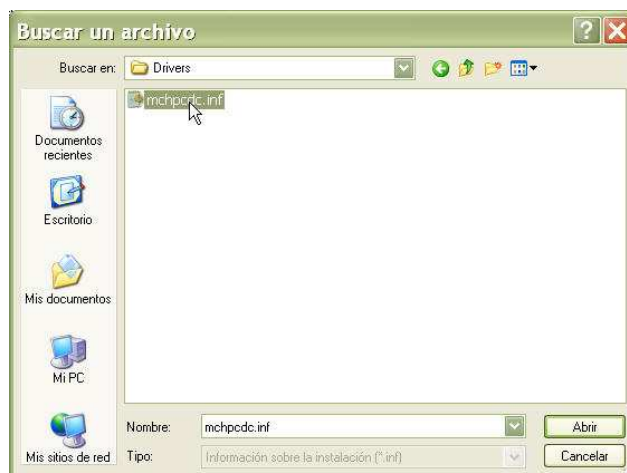 Buscar un archivo
Buscar en:
Drivers
mchpcdc.inf
Documentos
recientes
Escritorio
Mis documentos
Mi PC
Mis sitios de red
Nombre:
mchpcdc.inf
Abrir
Tipo:
Información sobre la instalación (*.inf)
Cancelar